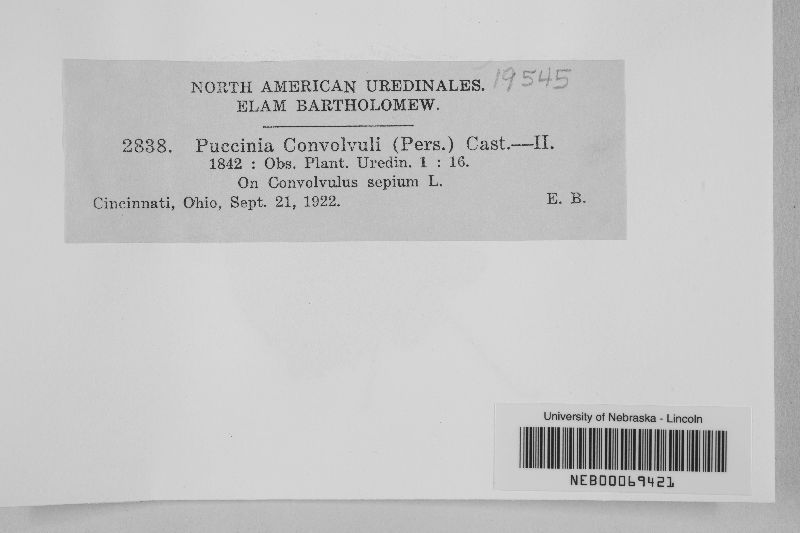 NORTH AMERICAN UREDINALES. 19545
ELAM BARTHOLOMEW.
2838. Puccinia Convolvuli (Pers.) Cast.—II.
1842 : Obs. Plant. Uredin. 1 : 16.
On Convolvulus sepium L.
Cincinnati, Ohio, Sept. 21, 1922. E. B.
University of Nebraska - Lincoln
NEB00069421